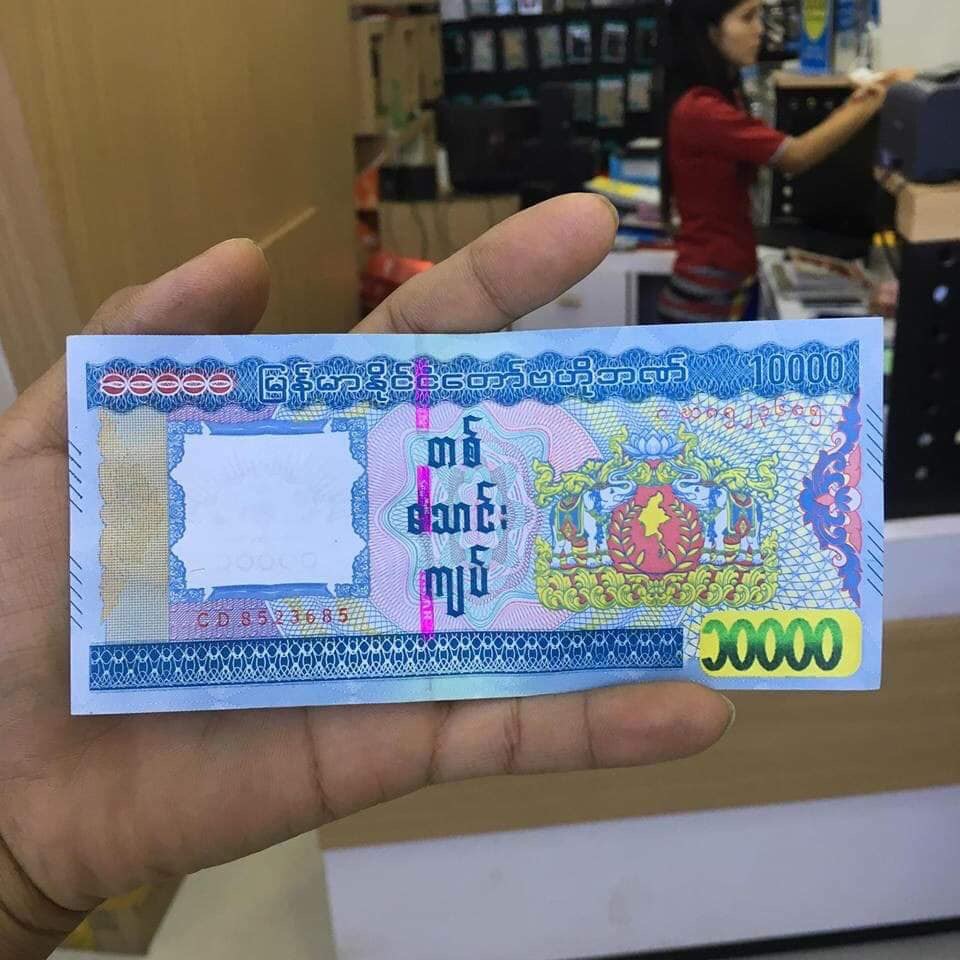 ၁၀၀၀၀ မြန်မာနိုင်ငံတော်ဗဟိုဘဏ် 10000
တစ်
သောင်း
ကျပ်
CD 8523685
၁၀၀၀၀